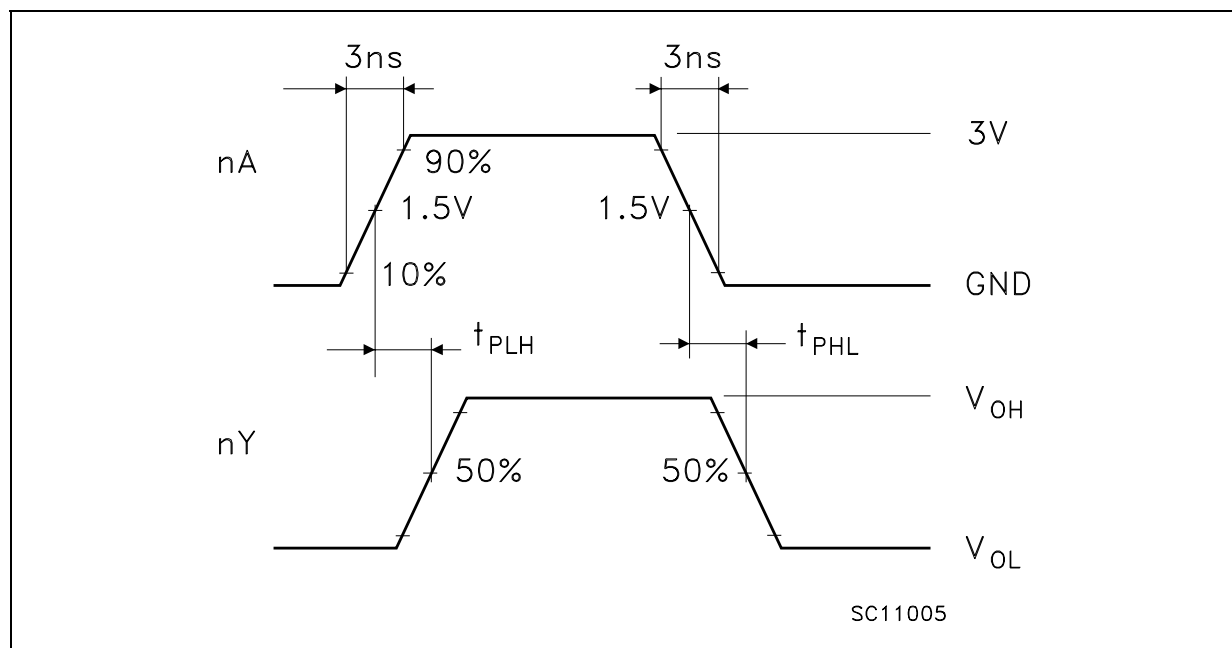 3ns 3ns
3V
nA
90%
1.5V 1.5V
10%
GND
tPLH tPHL
VOH
nY
50% 50%
VOL
SC11005